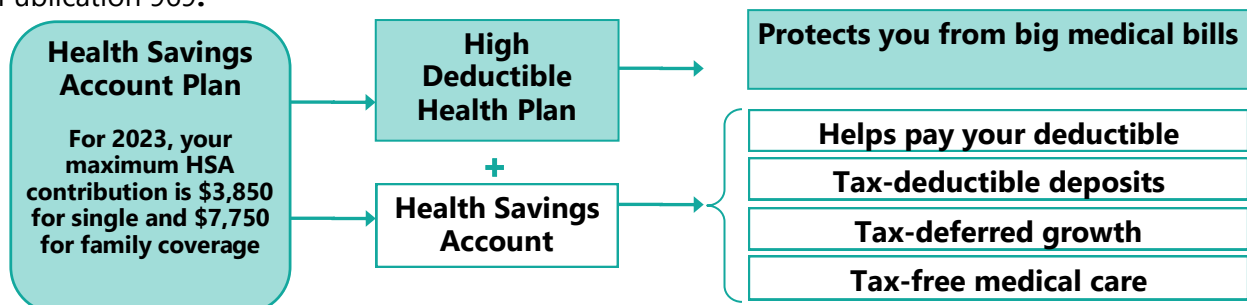 Publication 969.
Health Savings
Account Plan
For 2023, your
maximum HSA
contribution is $3,850
for single and $7,750
for family coverage
High
Deductible
Health Plan
+
Health Savings
Account
Protects you from big medical bills
Helps pay your deductible
Tax-deductible deposits
Tax-deferred growth
Tax-free medical care